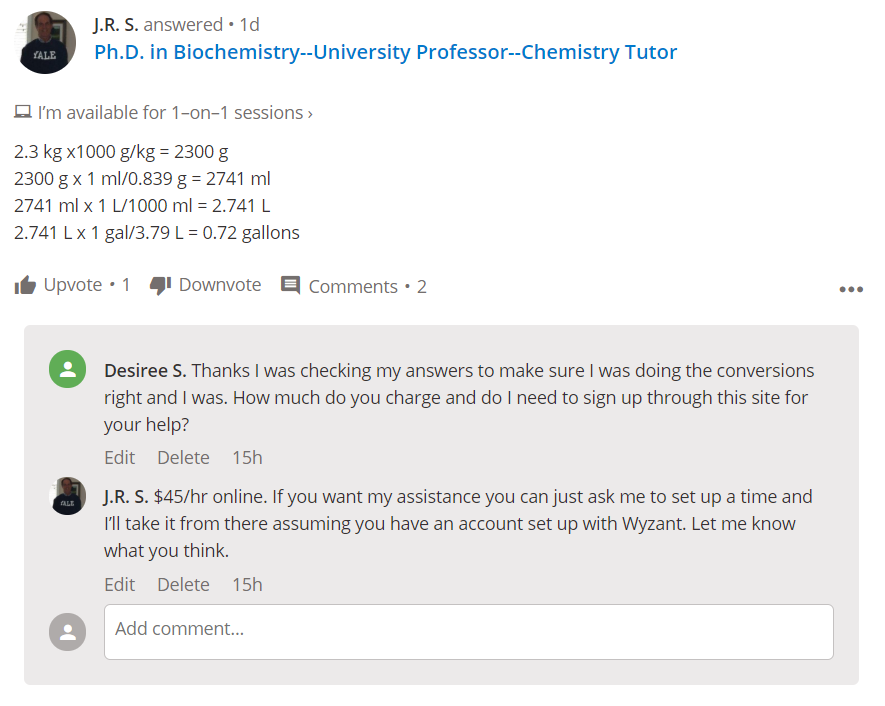 J.R. S. answered • 1d
Ph.D. in Biochemistry--University Professor--Chemistry Tutor
YALE
I’m available for 1–on–1 sessions ›
2.3 kg x1000 g/kg = 2300 g
2300 g x 1 ml/0.839 g = 2741 ml
2741 ml x 1 L/1000 ml = 2.741 L
2.741 L x 1 gal/3.79 L = 0.72 gallons
Upvote • 1 Downvote Comments • 2
Desiree S. Thanks I was checking my answers to make sure I was doing the conversions
right and I was. How much do you charge and do I need to sign up through this site for
your help?
Edit Delete 15h
J.R. S. $45/hr online. If you want my assistance you can just ask me to set up a time and
YALE
I’ll take it from there assuming you have an account set up with Wyzant. Let me know
what you think.
Edit Delete 15h
Add comment...